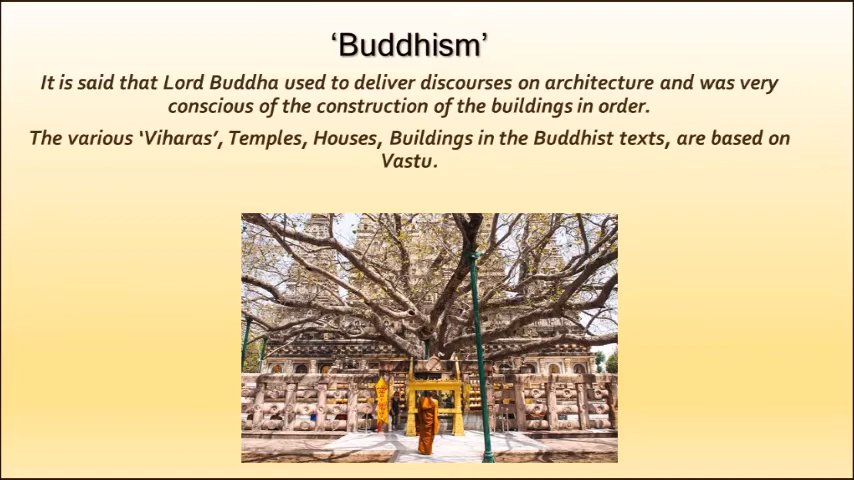 ‘Buddhism’
It is said that Lord Buddha used to deliver discourses on architecture and was very
conscious of the construction of the buildings in order.
The various ‘Viharas’, Temples, Houses, Buildings in the Buddhist texts, are based on
Vastu.